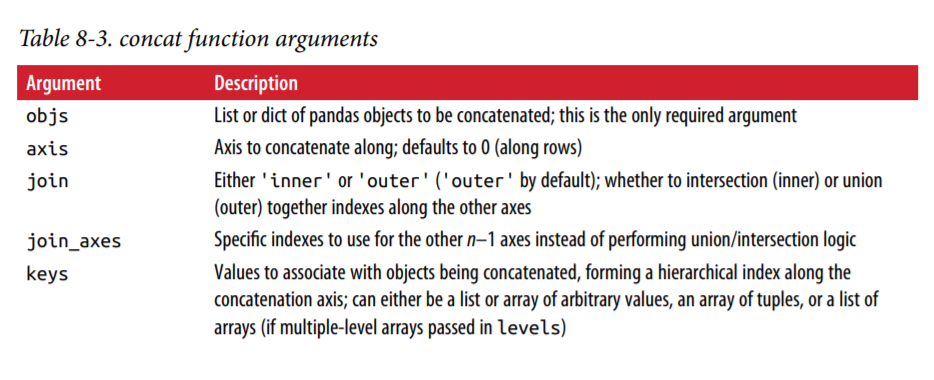 Table 8-3. concat function arguments
Argument Description
objs List or dict of pandas objects to be concatenated; this is the only required argument
axis Axis to concatenate along; defaults to 0 (along rows)
join Either 'inner' or 'outer' ('outer' by default); whether to intersection (inner) or union
(outer) together indexes along the other axes
join_axes Specific indexes to use for the other n–1 axes instead of performing union/intersection logic
keys Values to associate with objects being concatenated, forming a hierarchical index along the
concatenation axis; can either be a list or array of arbitrary values, an array of tuples, or a list of
arrays (if multiple-level arrays passed in levels)